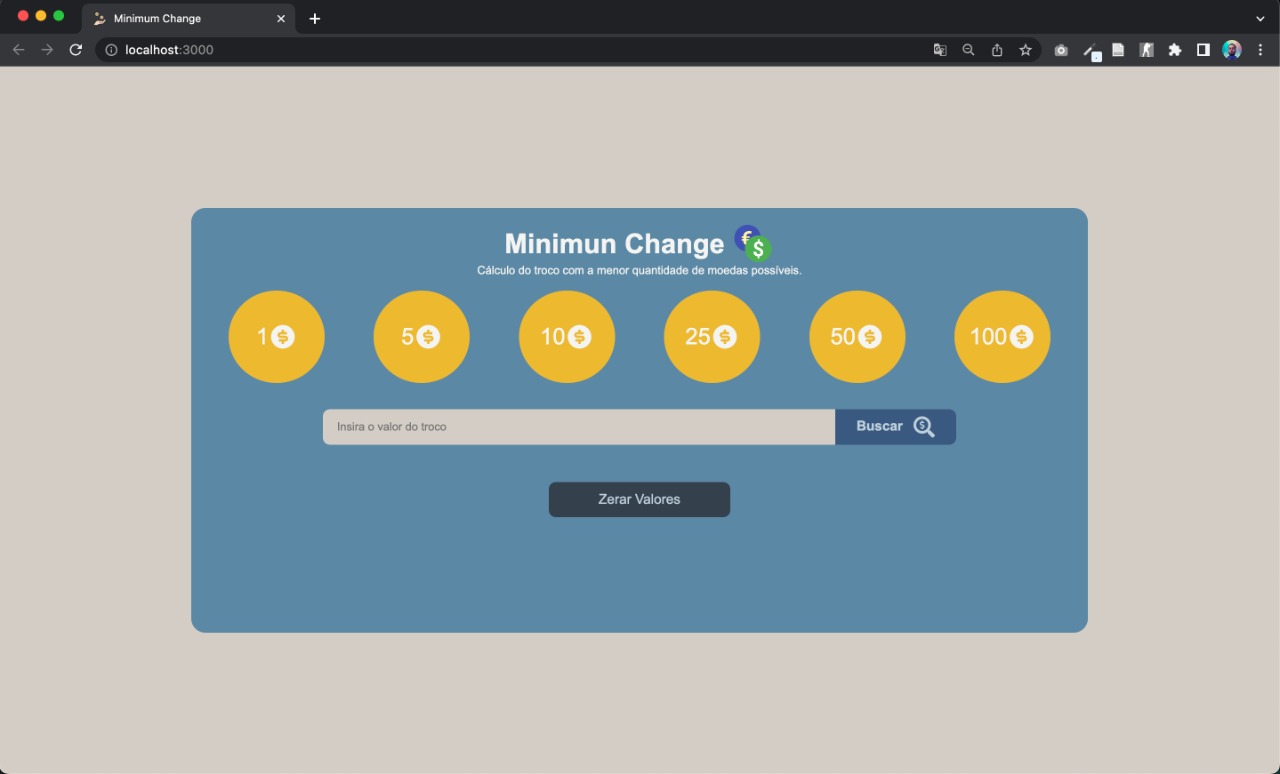 Minimum Change
localhost:3000
Minimun Change
Cálculo do troco com a menor quantidade de moedas possíveis.
1 $ 5 $ 10 $ 25 $ 50 $ 100 $
Insira o valor do troco
Buscar
Zerar Valores